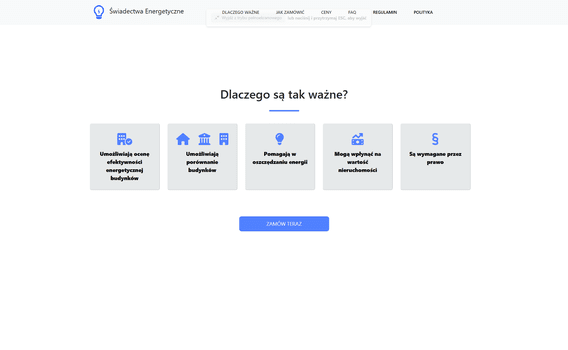 Świadectwa Energetyczne
DLACZEGO WAŻNE JAK ZAMÓWIĆ CENY FAQ REGULAMIN POLITYKA
Dlaczego są tak ważne?
Umożliwiają ocenę
efektywności
energetycznej
budynków
Umożliwiają
porównanie
budynków
Pomagają w
oszczędzaniu energii
Mogą wpłynąć na
wartość
nieruchomości
Są wymagane przez
prawo
ZAMÓW TERAZ